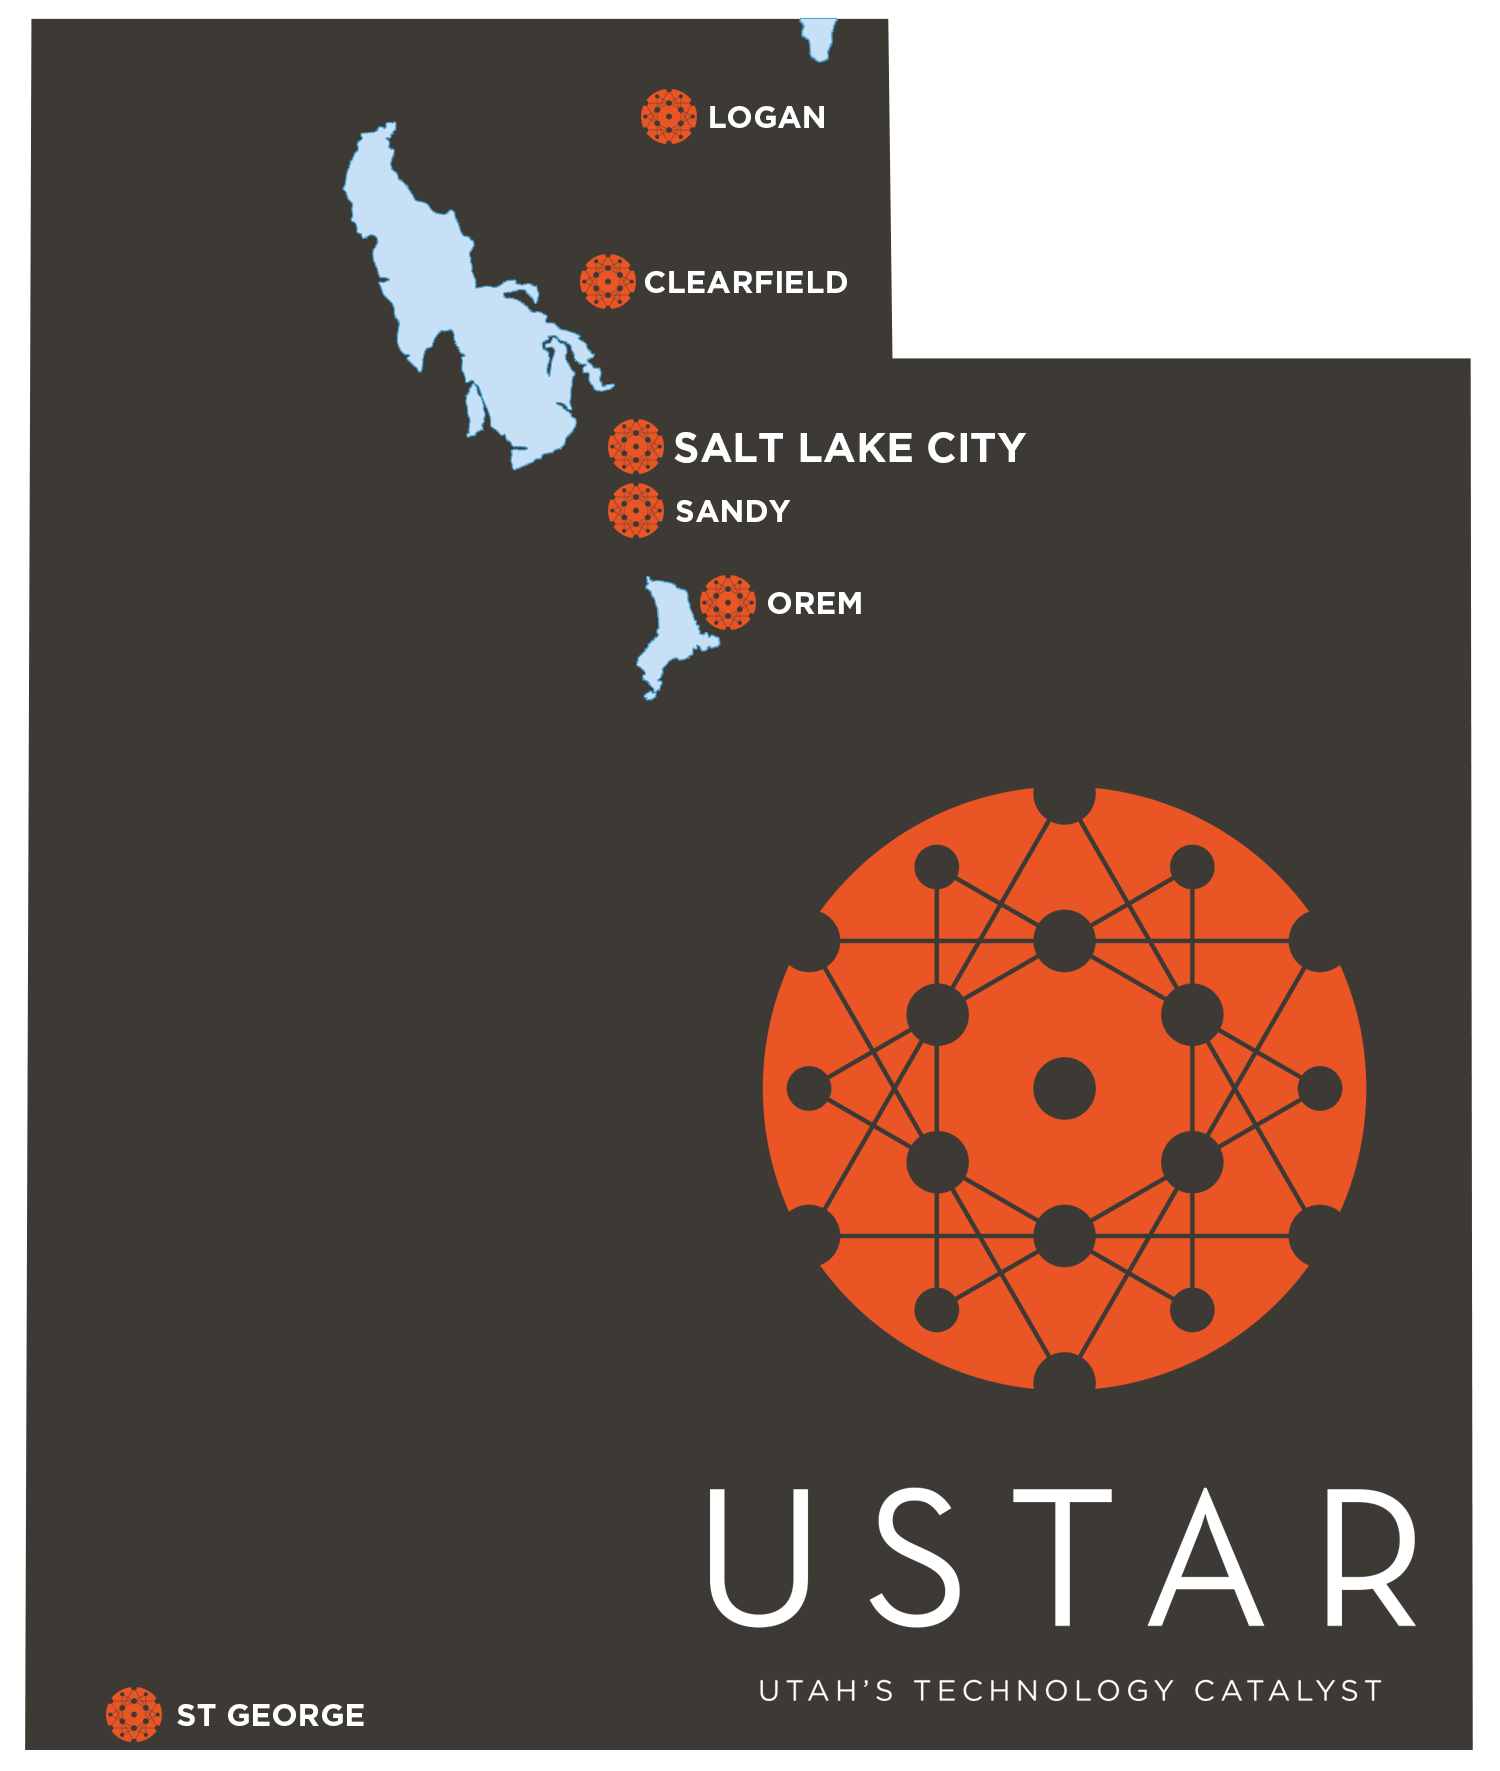 LOGAN
CLEARFIELD
SALT LAKE CITY
SANDY
OREM
USTAR
UTAH'S TECHNOLOGY CATALYST
ST GEORGE